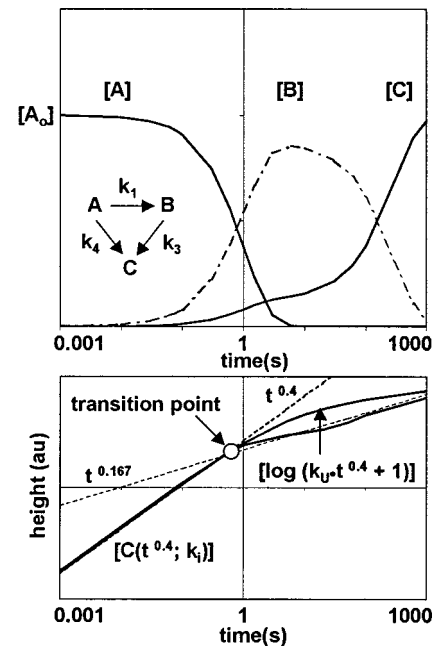 [A] [B] [C]
[A₀]
k₁
A → B
k₄ k₃
C
0.001 1 1000
time(s)
transition point
t 0.4
t 0.167
[log (kᵤ• t 0.4 + 1)]
[C(t 0.4; kᵢ)]
height (au)
0.001 1 1000
time(s)